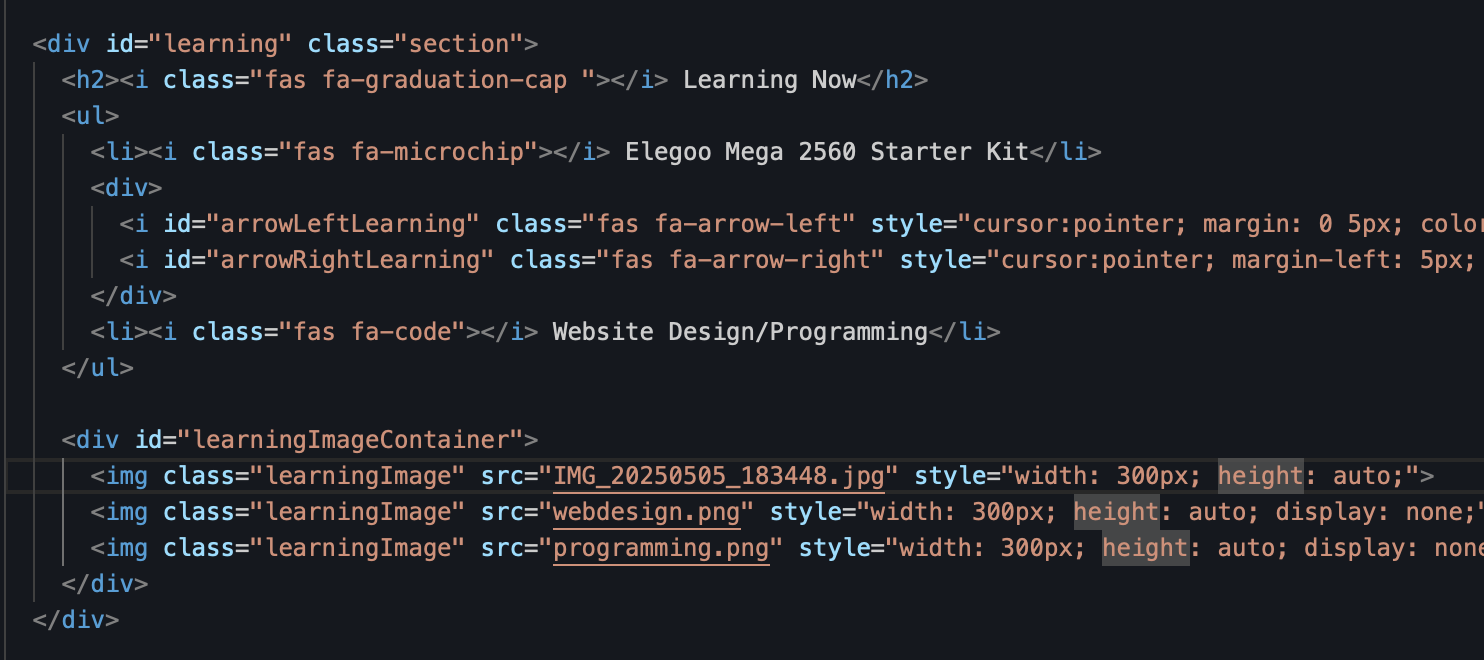 <div id="learning" class="section">
<h2><i class="fas fa-graduation-cap "></i> Learning Now</h2>
<ul>
<li><i class="fas fa-microchip"></i> Elegoo Mega 2560 Starter Kit</li>
<div>
<i id="arrowLeftLearning" class="fas fa-arrow-left" style="cursor:pointer; margin: 0 5px; color
<i id="arrowRightLearning" class="fas fa-arrow-right" style="cursor:pointer; margin-left: 5px;
</div>
<li><i class="fas fa-code"></i> Website Design/Programming</li>
</ul>
<div id="learningImageContainer">
<img class="learningImage" src="IMG_20250505_183448.jpg" style="width: 300px; height: auto;">
<img class="learningImage" src="webdesign.png" style="width: 300px; height: auto; display: none;"
<img class="learningImage" src="programming.png" style="width: 300px; height: auto; display: none
</div>
</div>